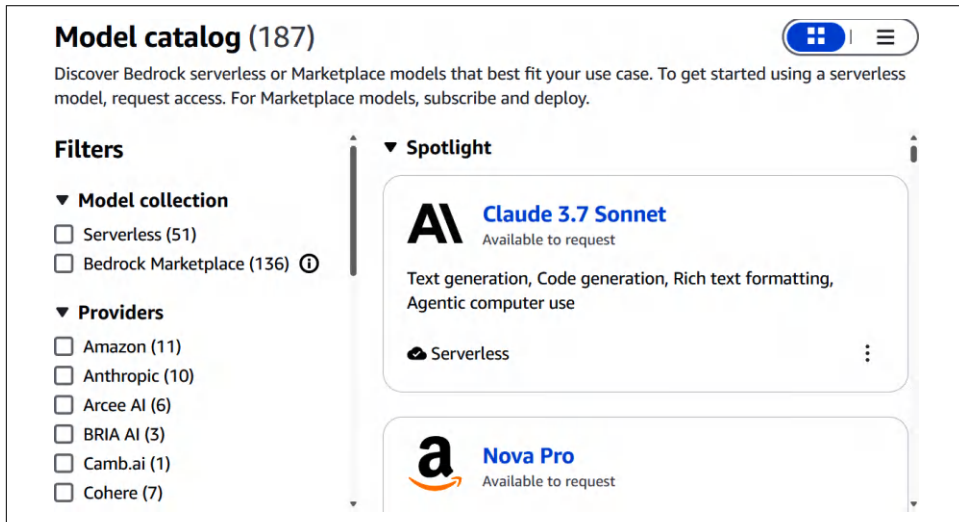 Model catalog (187)
Discover Bedrock serverless or Marketplace models that best fit your use case. To get started using a serverless
model, request access. For Marketplace models, subscribe and deploy.
Filters
Model collection
Serverless (51)
Bedrock Marketplace (136)
Providers
Amazon (11)
Anthropic (10)
Arcee AI (6)
BRIA AI (3)
Camb.ai (1)
Cohere (7)
Spotlight
Claude 3.7 Sonnet
Available to request
Text generation, Code generation, Rich text formatting,
Agentic computer use
Serverless
Nova Pro
Available to request